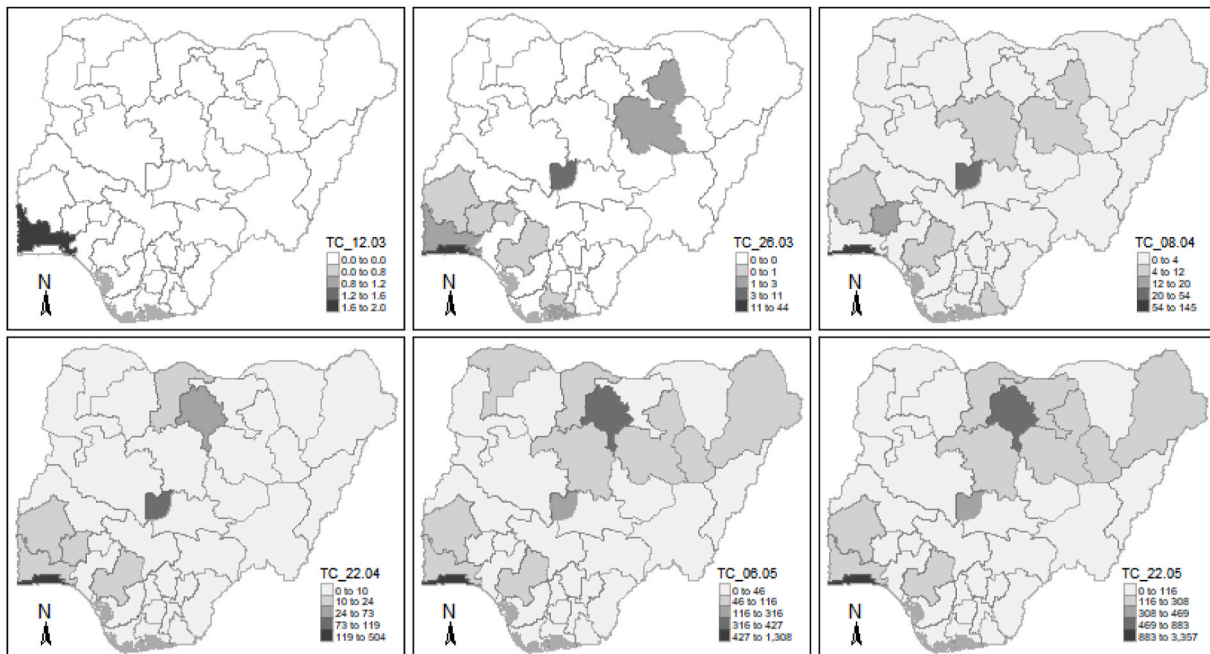 TC_12.03
0.0 to 0.0
0.0 to 0.8
0.8 to 1.2
1.2 to 1.6
1.6 to 2.0
N
TC_26.03
0 to 0
0 to 1
1 to 3
3 to 11
11 to 44
N
TC_08.04
0 to 4
4 to 12
12 to 20
20 to 54
54 to 145
N
TC_22.04
0 to 10
10 to 24
24 to 73
73 to 119
119 to 504
N
TC_06.05
0 to 46
46 to 116
116 to 316
316 to 427
427 to 1,308
N
TC_22.05
0 to 116
116 to 308
308 to 469
469 to 883
883 to 3,357
N